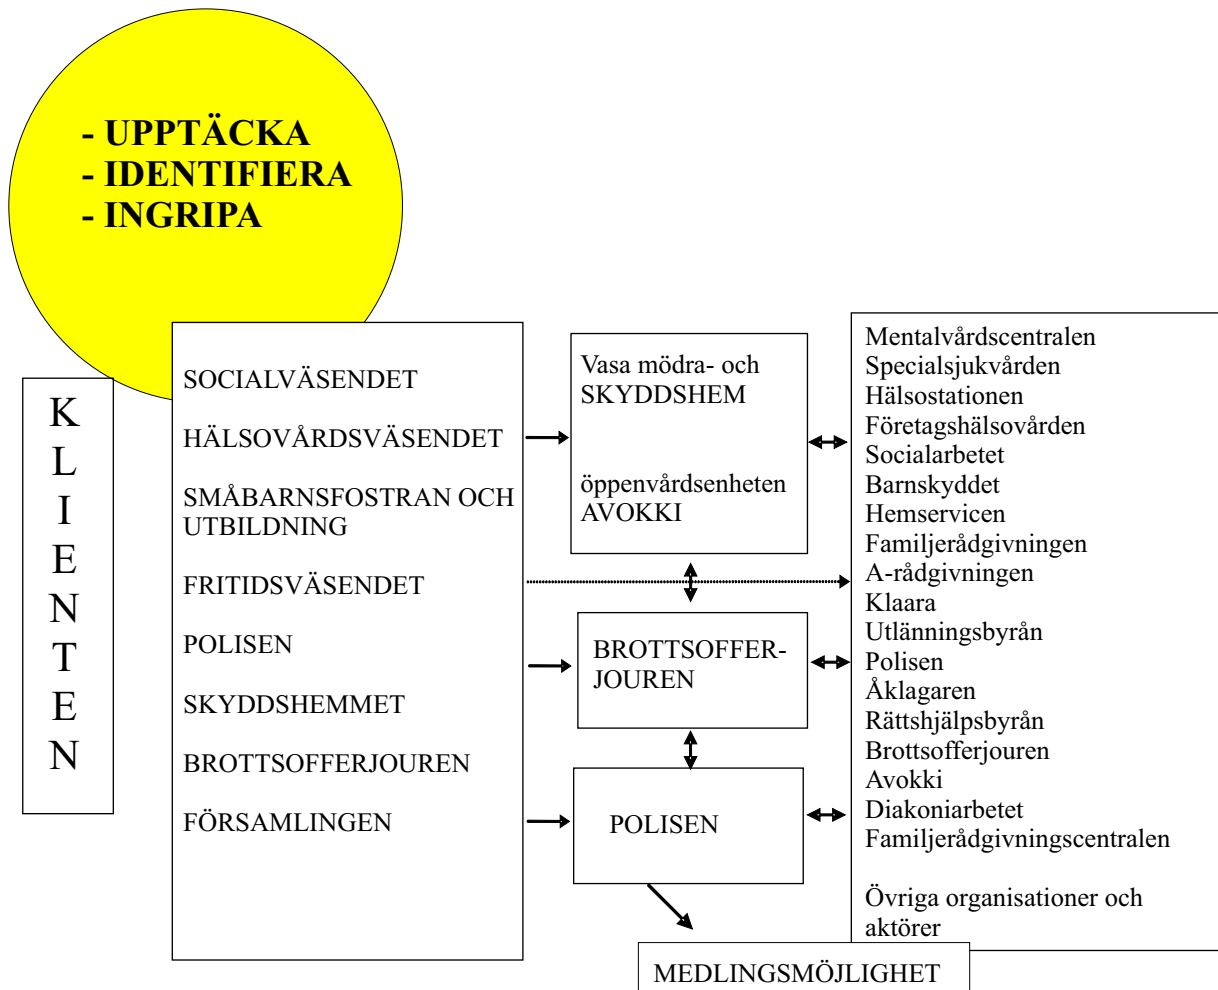 - UPPTÄCKA
- IDENTIFIERA
- INGRIPA
KLIENTEN
SOCIALVÄSENDET
HÄLSOVÅRDSVÄSENDET
SMÅBARNSFOSTRAN OCH
UTBILDNING
FRITIDSVÄSENDET
POLISEN
SKYDDSHEMMET
BROTTSOFFERJOUREN
FÖRSAMLINGEN
Vasa mödra- och
SKYDDSHEM
öppenvårdsenheten
AVOKKI
BROTTSOFFER-
JOUREN
POLISEN
MEDLINGSMÖJLIGHET
Mentalvårdscentralen
Specialsjukvården
Hälsostationen
Företagshälsovården
Socialarbetet
Barnskyddet
Hemservicen
Familjerådgivningen
A-rådgivningen
Klaara
Utlänningsbyrån
Polisen
Åklagaren
Rättshjälpsbyrån
Brottsofferjouren
Avokki
Diakoniarbetet
Familjerådgivningscentralen
Övriga organisationer och
aktörer